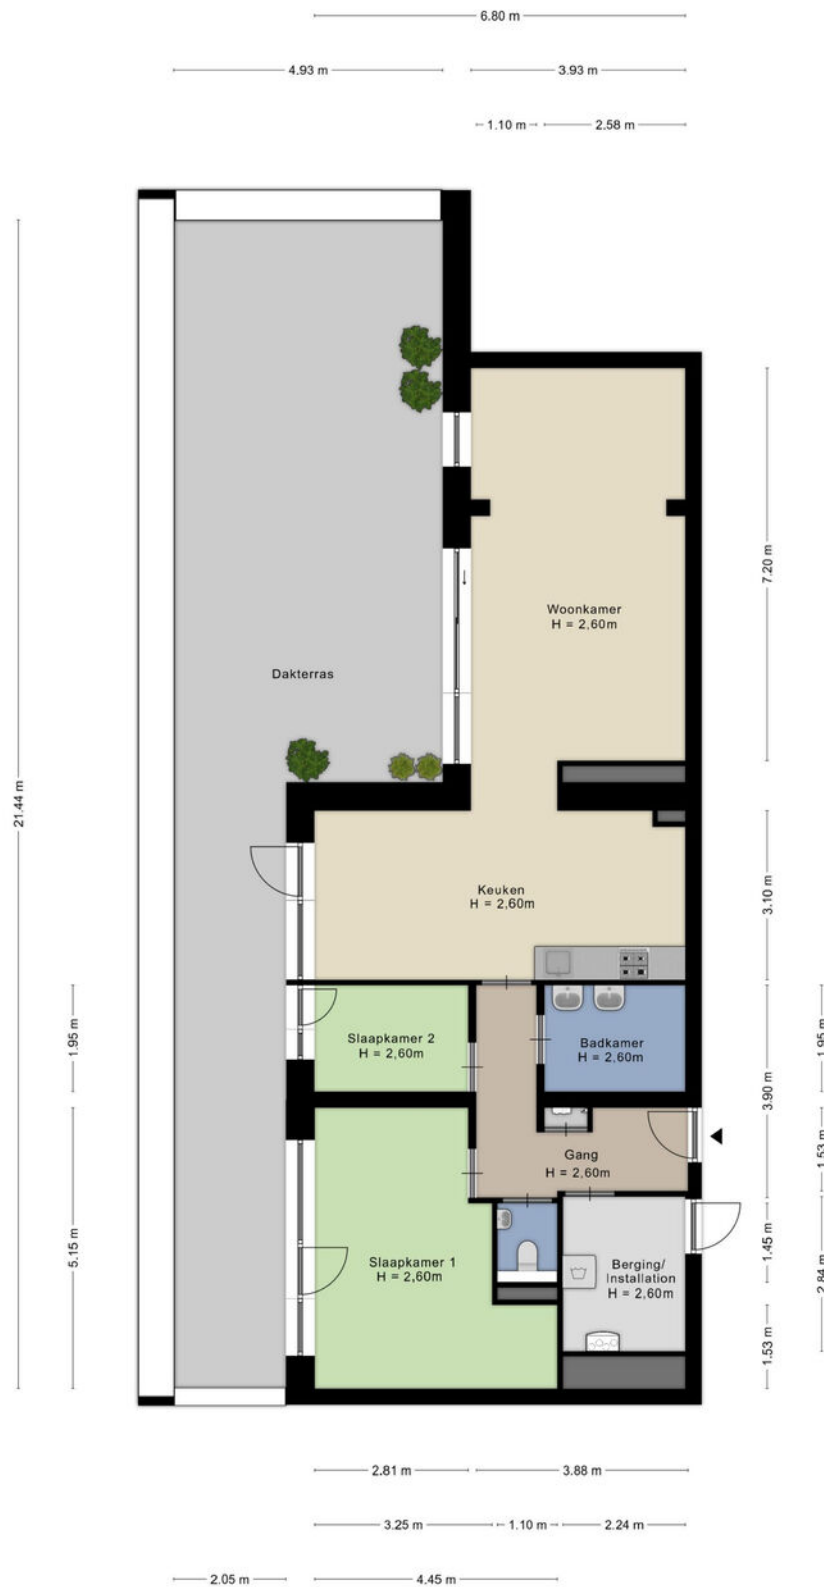 6.80 m
4.93 m
3.93 m
1.10 m
2.58 m
21.44 m
7.20 m
Woonkamer
H = 2,60m
Dakterras
Keuken
H = 2,60m
3.10 m
1.95 m
Slaapkamer 2
H = 2,60m
Badkamer
H = 2,60m
3.90 m
1.95 m
1.53 m
Gang
H = 2,60m
5.15 m
Slaapkamer 1
H = 2,60m
Berging/
Installation
H = 2,60m
1.45 m
2.84 m
1.53 m
2.81 m
3.88 m
3.25 m
1.10 m
2.24 m
2.05 m
4.45 m